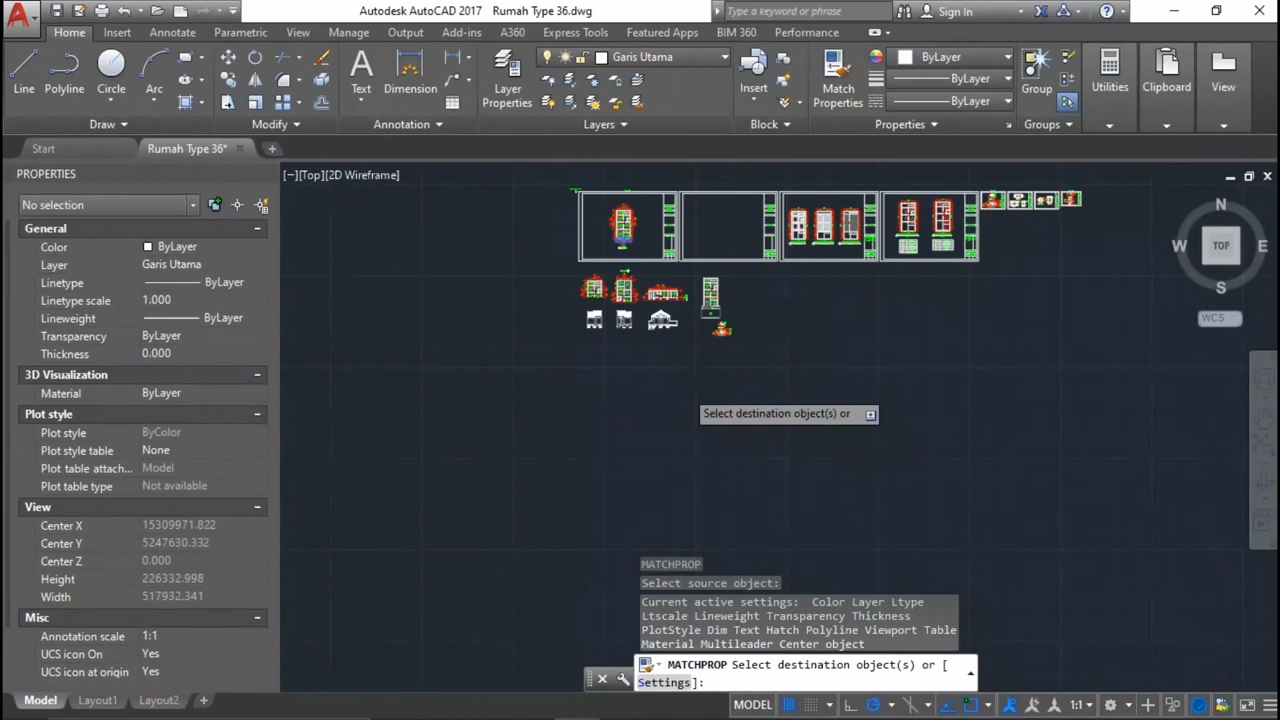 Autodesk AutoCAD 2017 Rumah Type 36.dwg
Type a keyword or phrase
Sign In
Home Insert Annotate Parametric View Manage Output Add-ins A360 Express Tools Featured Apps BIM 360 Performance
Line
Polyline
Circle
Arc
Text
Dimension
Layer
Properties
Garis Utama
Insert
Match
Properties
ByLayer
ByLayer
ByLayer
Group
Utilities
Clipboard
View
Draw
Modify
Annotation
Layers
Block
Properties
Groups
Start
Rumah Type 36*
PROPERTIES
No selection
General
Color ByLayer
Layer Garis Utama
Linetype ByLayer
Linetype scale 1.000
Lineweight ByLayer
Transparency ByLayer
Thickness 0.000
3D Visualization
Material ByLayer
Plot style
Plot style ByColor
Plot style table None
Plot table attach... Model
Plot table type Not available
View
Center X 15309971.822
Center Y 5247630.332
Center Z 0.000
Height 226332.998
Width 517932.341
Misc
Annotation scale 1:1
UCS icon On Yes
UCS icon at origin Yes
[−][Top][2D Wireframe]
N
W TOP E
S
WCS
Select destination object(s) or
MATCHPROP
Select source object:
Current active settings: Color Layer Ltype
Ltscale Lineweight Transparency Thickness
PlotStyle Dim Text Hatch Polyline Viewport Table
Material Multileader Center object
MATCHPROP Select destination object(s) or [
Settings]:
Model Layout1 Layout2 +
MODEL
1:1